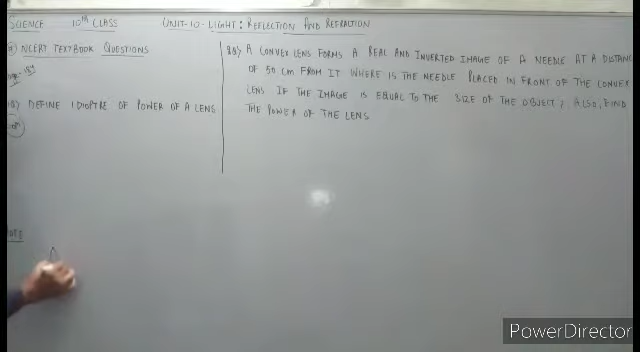 SCIENCE 10TH CLASS UNIT-10-LIGHT: REFLECTION AND REFRACTION
NCERT TEXTBOOK QUESTIONS
DEFINE 1 DIOPTRE OF POWER OF A LENS
A CONVEX LENS FORMS A REAL AND INVERTED IMAGE OF A NEEDLE AT A DISTAN
OF 50 CM FROM IT WHERE IS THE NEEDLE PLACED IN FRONT OF THE CONVEX
LENS IF THE IMAGE IS EQUAL TO THE SIZE OF THE OBJECT? ALSO, FIND
THE POWER OF THE LENS
A
PowerDirector